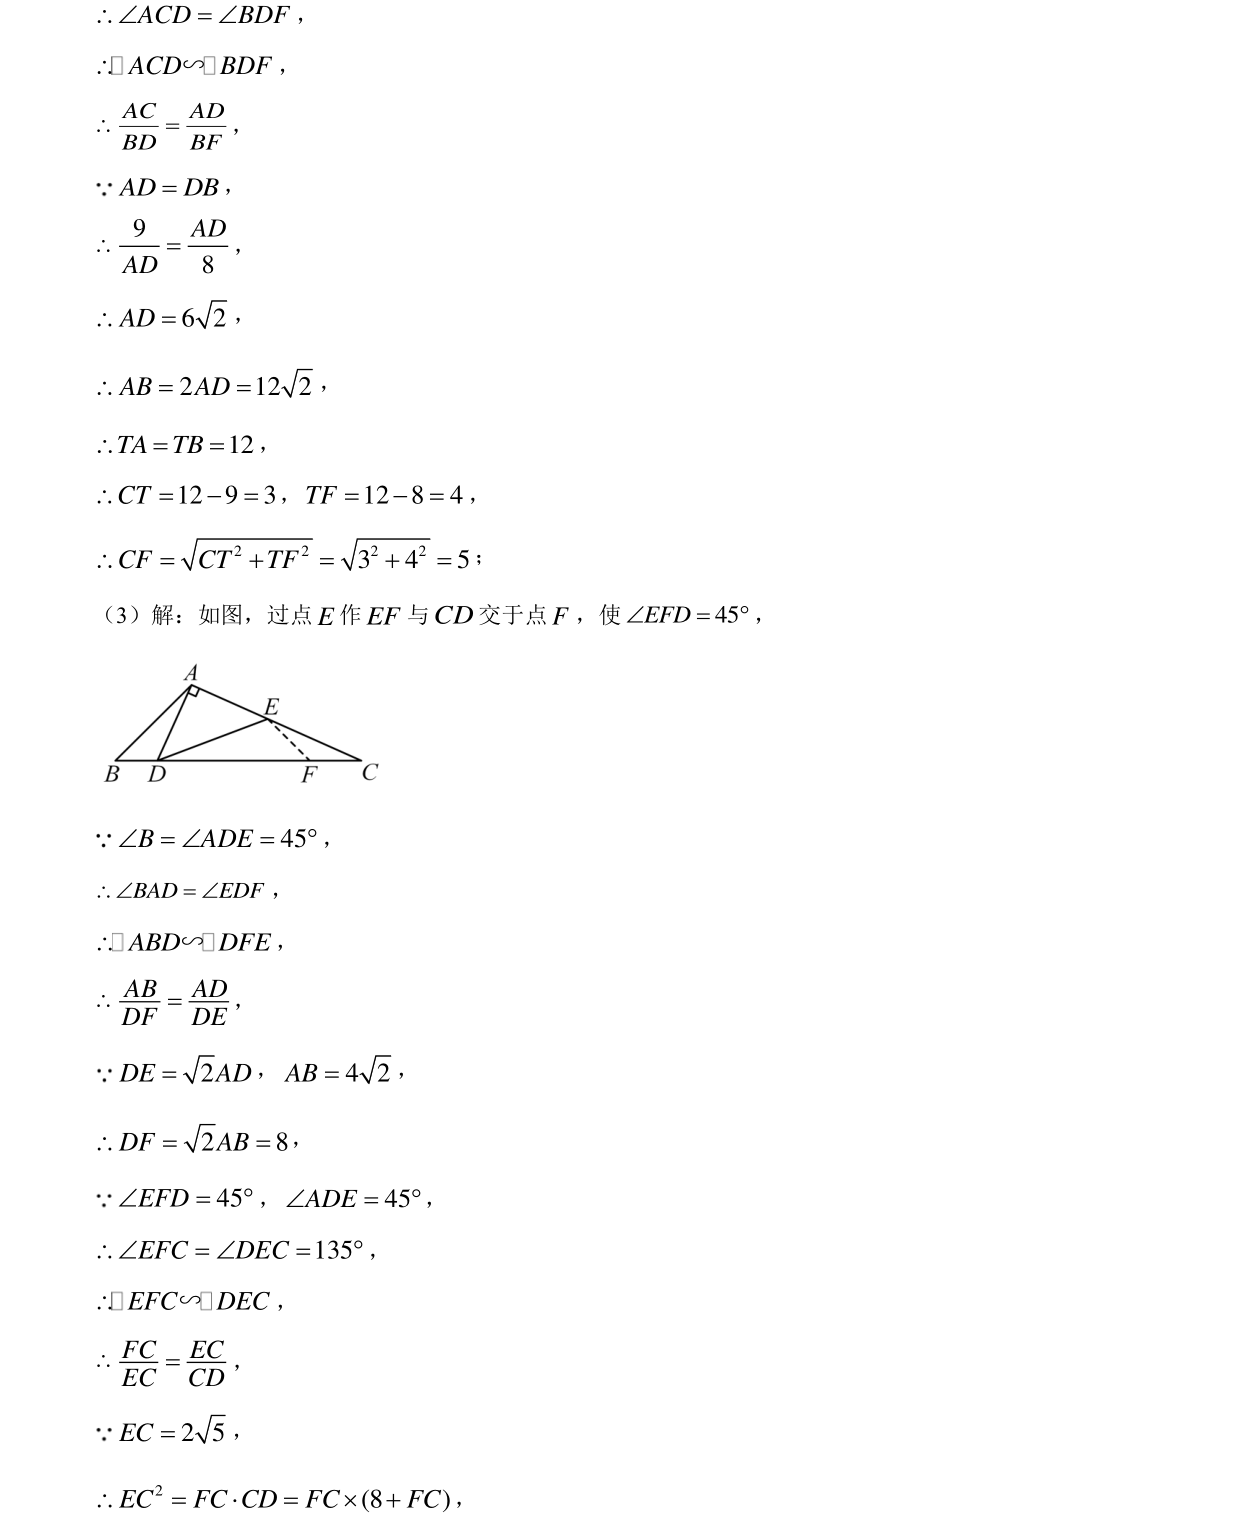 ∴∠ACD=∠BDF，
∴□ACD∽□BDF，
∴AC/BD=AD/BF，
∵AD=DB，
∴9/AD=AD/8，
∴AD=6√2，
∴AB=2AD=12√2，
∴TA=TB=12，
∴CT=12−9=3，TF=12−8=4，
∴CF=√(CT²+TF²)=√(3²+4²)=5；
（3）解：如图，过点E作EF与CD交于点F，使∠EFD=45°，
A
E
B D F C
∵∠B=∠ADE=45°，
∴∠BAD=∠EDF，
∴□ABD∽□DFE，
∴AB/DF=AD/DE，
∵DE=√2AD，AB=4√2，
∴DF=√2AB=8，
∵∠EFD=45°，∠ADE=45°，
∴∠EFC=∠DEC=135°，
∴□EFC∽□DEC，
∴FC/EC=EC/CD，
∵EC=2√5，
∴EC²=FC·CD=FC×(8+FC)，